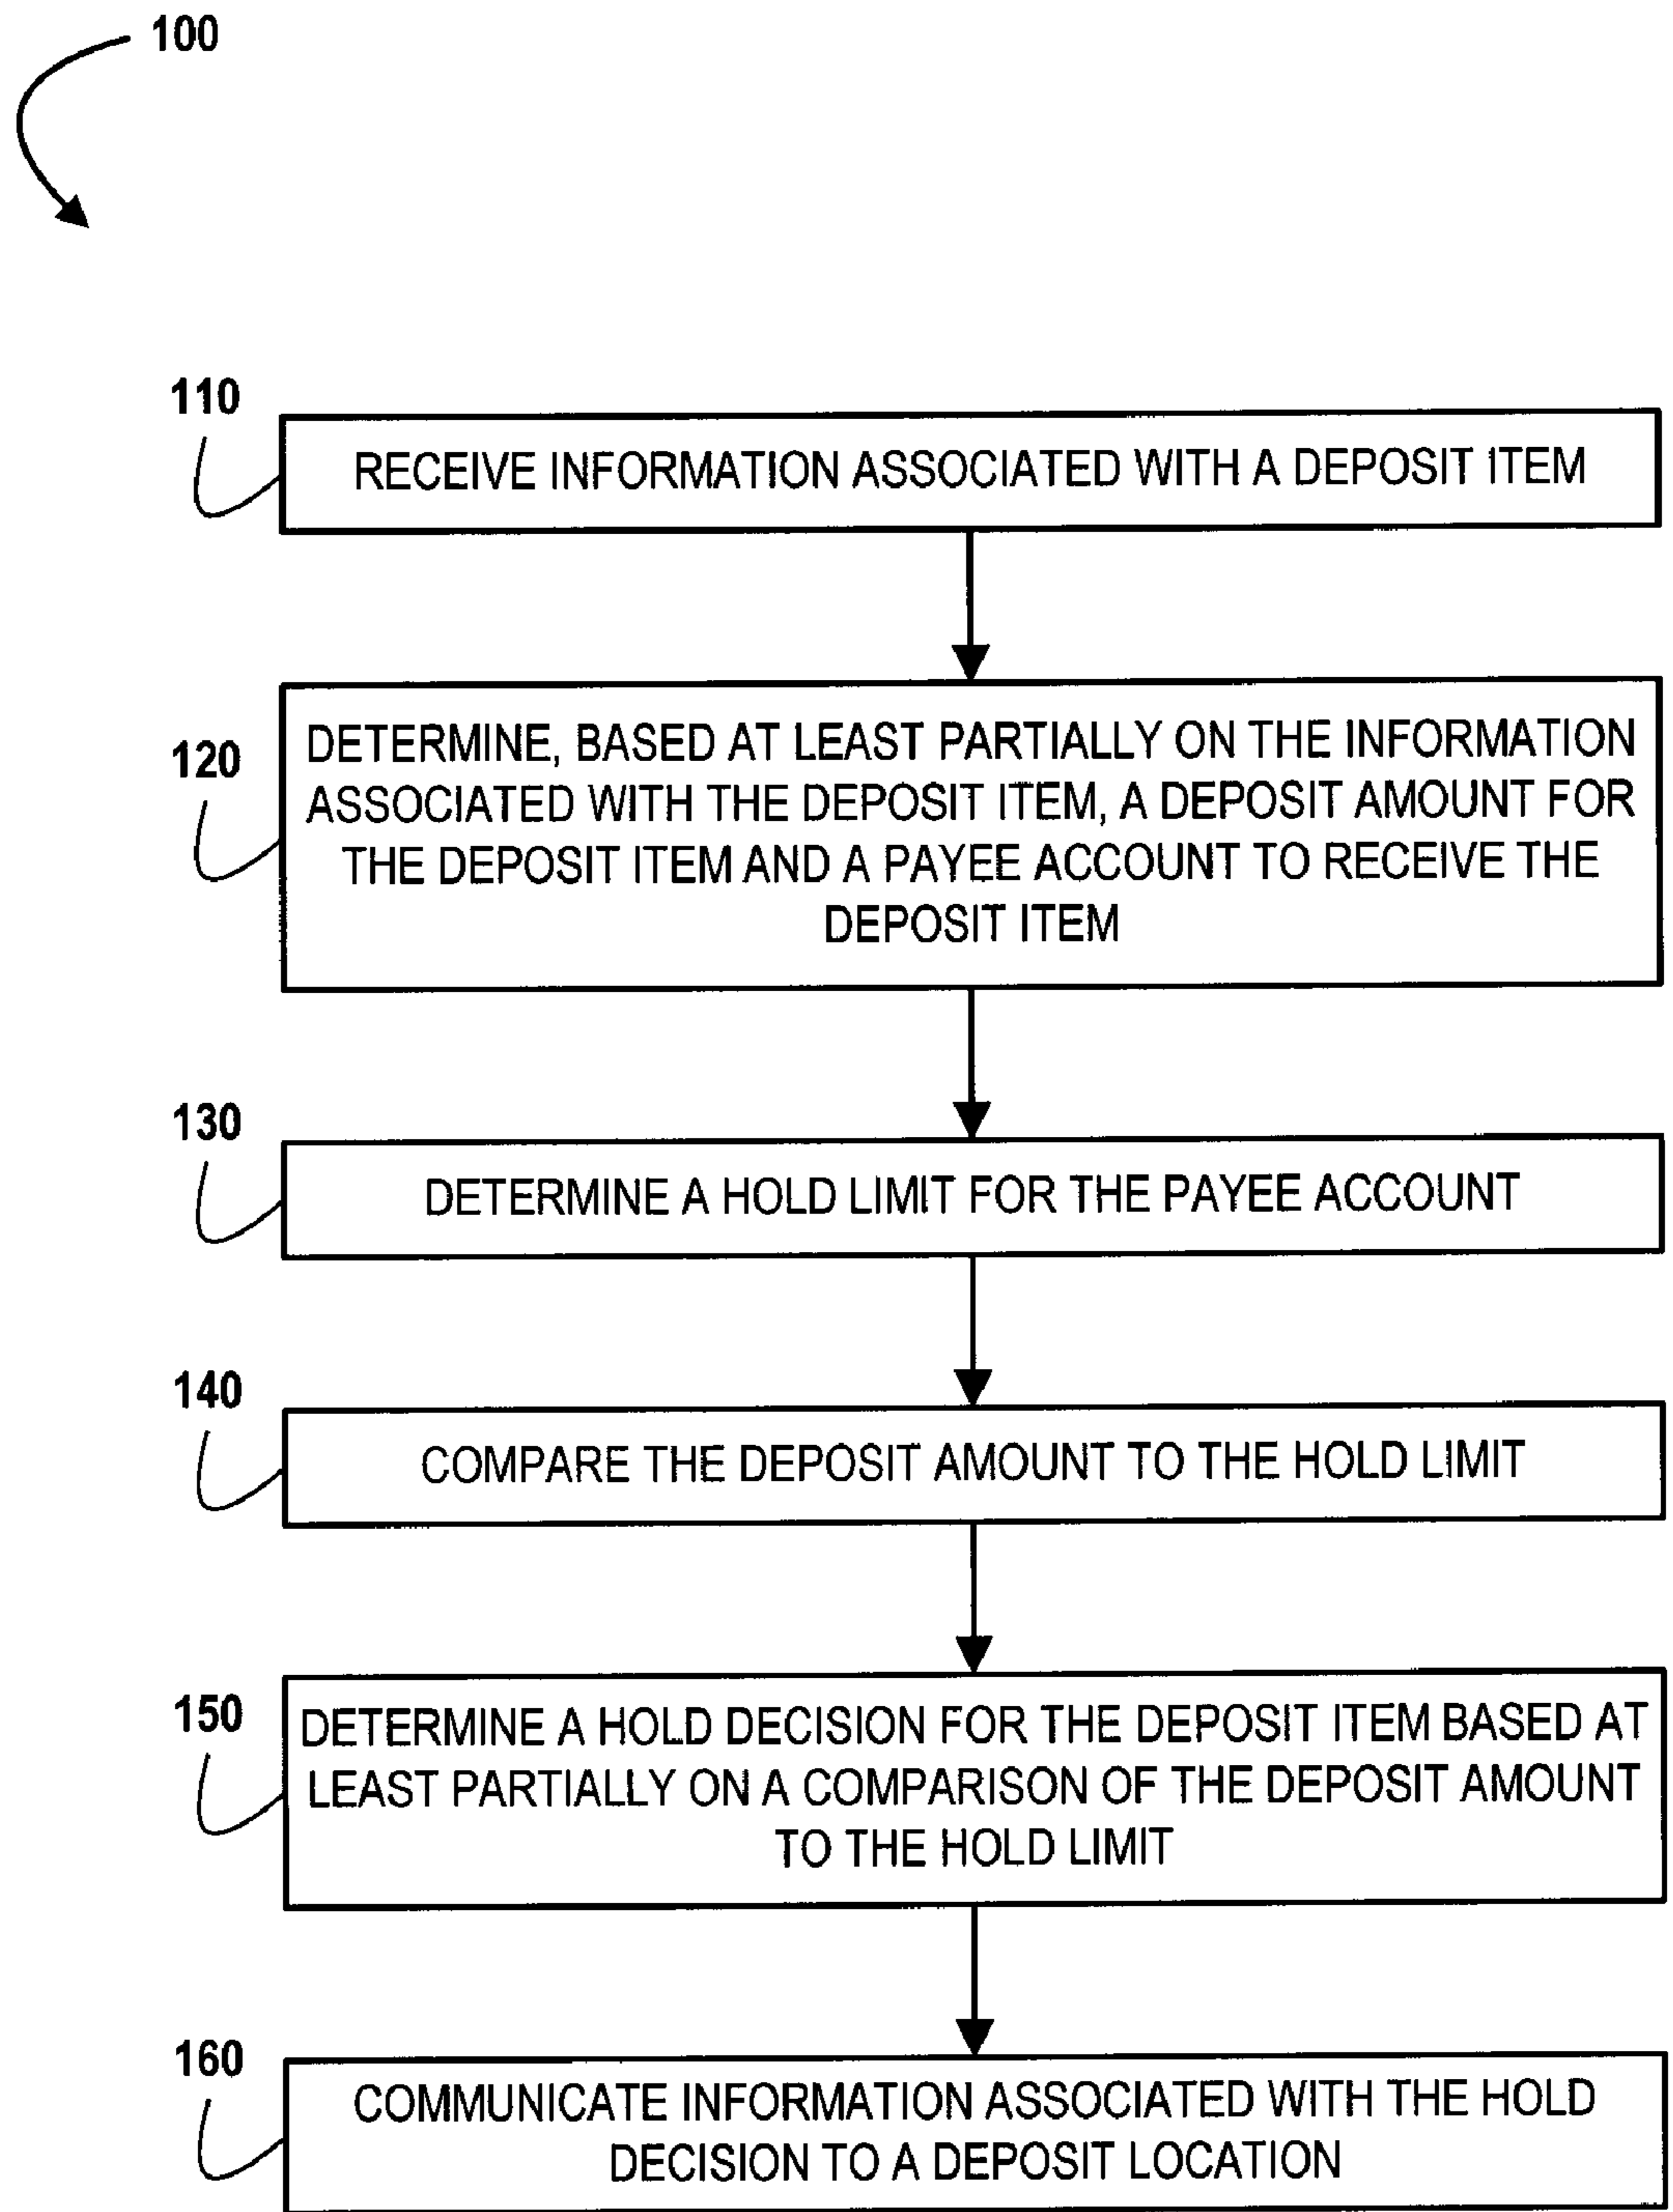 100
110
RECEIVE INFORMATION ASSOCIATED WITH A DEPOSIT ITEM
120
DETERMINE, BASED AT LEAST PARTIALLY ON THE INFORMATION
ASSOCIATED WITH THE DEPOSIT ITEM, A DEPOSIT AMOUNT FOR
THE DEPOSIT ITEM AND A PAYEE ACCOUNT TO RECEIVE THE
DEPOSIT ITEM
130
DETERMINE A HOLD LIMIT FOR THE PAYEE ACCOUNT
140
COMPARE THE DEPOSIT AMOUNT TO THE HOLD LIMIT
150
DETERMINE A HOLD DECISION FOR THE DEPOSIT ITEM BASED AT
LEAST PARTIALLY ON A COMPARISON OF THE DEPOSIT AMOUNT
TO THE HOLD LIMIT
160
COMMUNICATE INFORMATION ASSOCIATED WITH THE HOLD
DECISION TO A DEPOSIT LOCATION